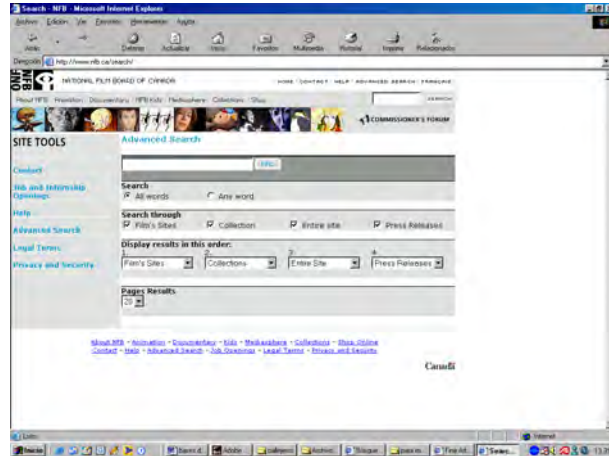 Search - NFB - Microsoft Internet Explorer
Archivo Edición Ver Favoritos Herramientas Ayuda
Atrás Detener Actualizar Inicio Favoritos Multimedia Historial Imprimir Relacionados
Dirección http://www.nfb.ca/search/
NATIONAL FILM BOARD OF CANADA
HOME CONTACT HELP ADVANCED SEARCH FRANÇAIS
About NFB Animation Documentary NFB Kids Mediasphere Collections Shop SEARCH
COMMISSIONER'S FORUM
SITE TOOLS
Contact
Job and Internship
Openings
Help
Advanced Search
Legal Terms
Privacy and Security
Advanced Search
Search
All words Any word
Search through
Film's Sites Collection Entire site Press Releases
Display results in this order:
1. 2. 3. 4.
Film's Sites Collections Entire Site Press Releases
Pages Results
20
About NFB - Animation - Documentary - Kids - Mediasphere - Collections - Shop Online
Contact - Help - Advanced Search - Job Openings - Legal Terms - Privacy and Security
Canada
Listo Internet
Inicio